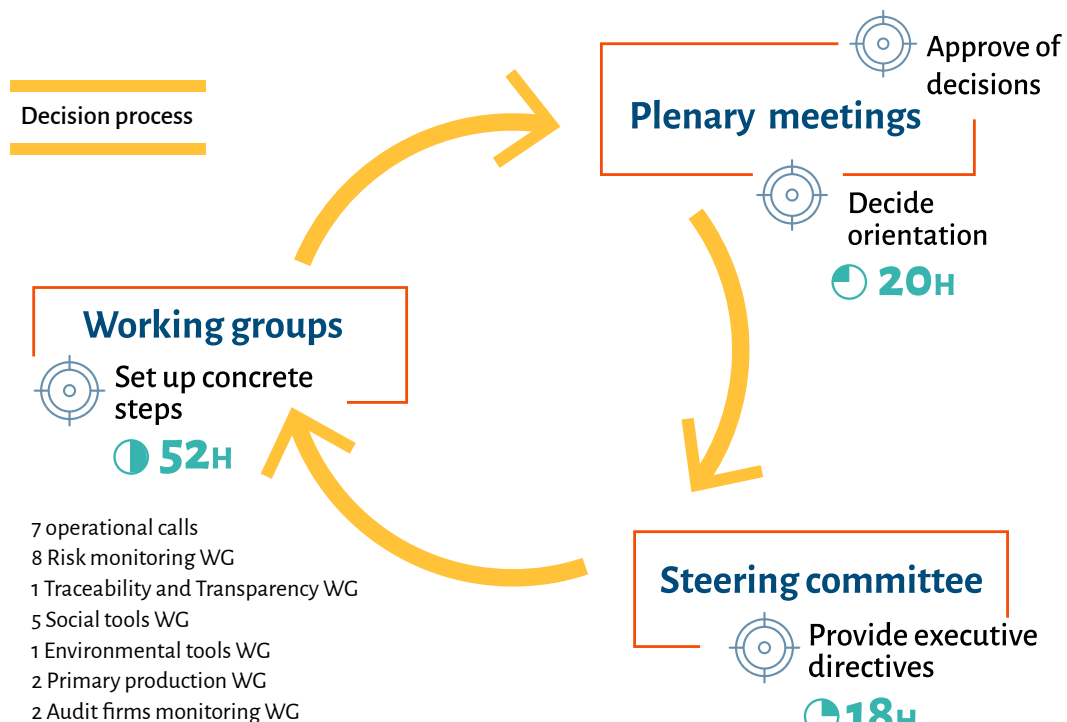 Decision process
Approve of
decisions
Plenary meetings
Decide
orientation
20H
Working groups
Set up concrete
steps
52H
7 operational calls
8 Risk monitoring WG
1 Traceability and Transparency WG
5 Social tools WG
1 Environmental tools WG
2 Primary production WG
2 Audit firms monitoring WG
Steering committee
Provide executive
directives
18H